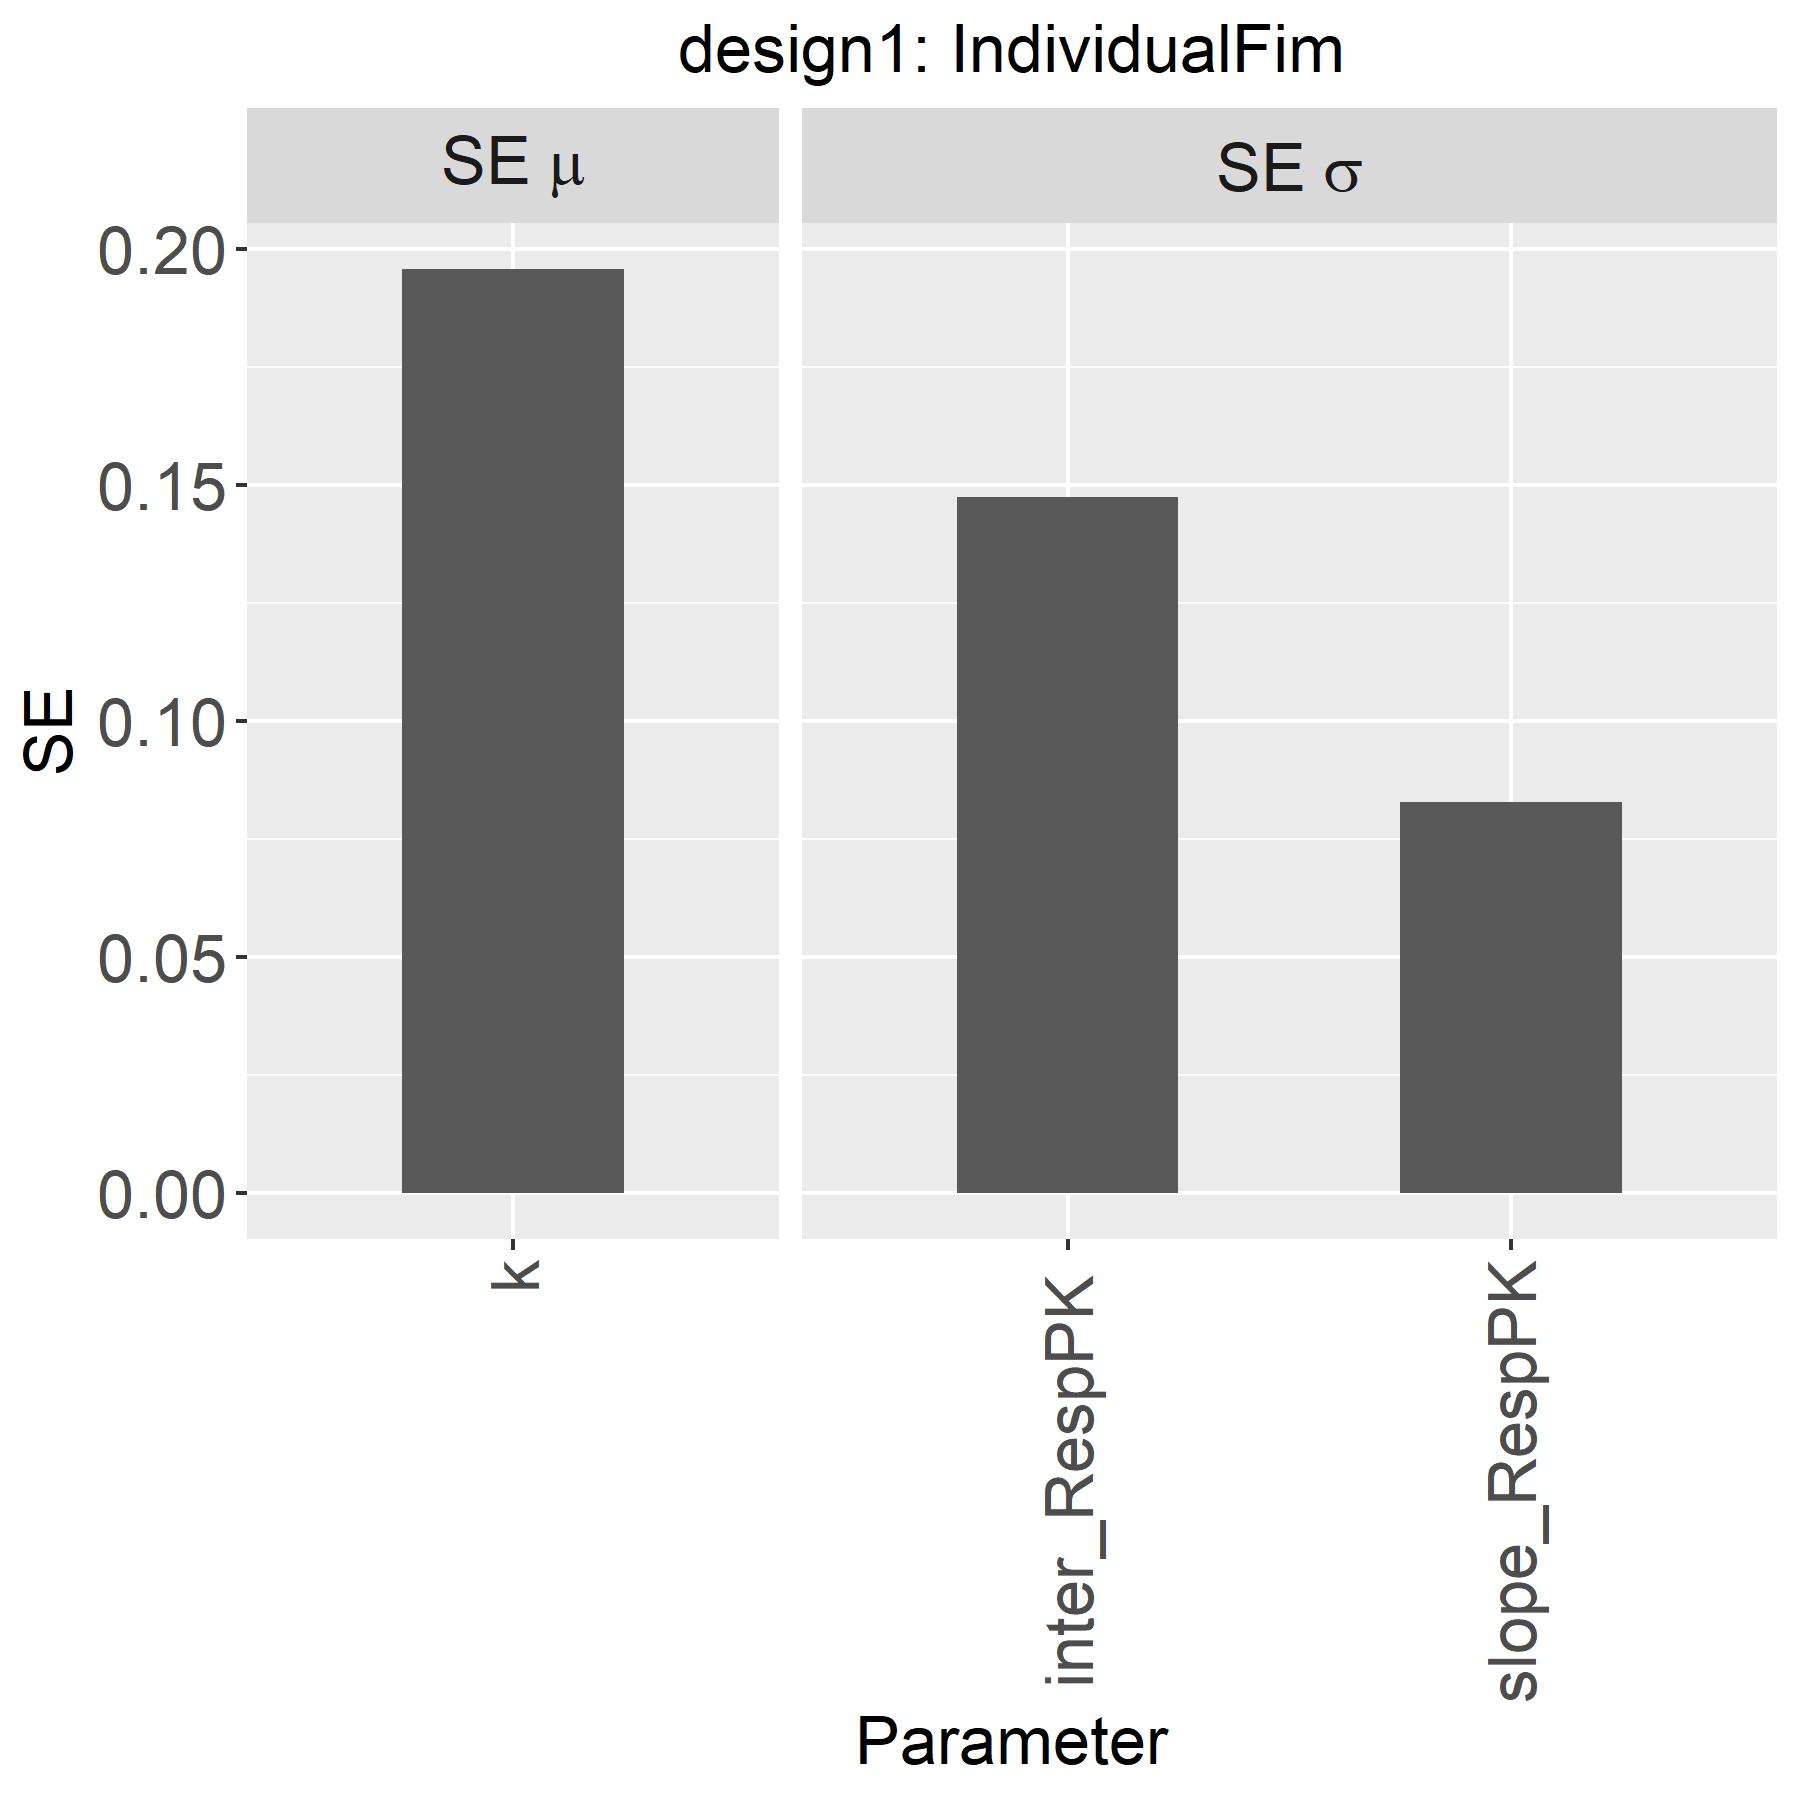 design1: IndividualFim
SE μ
SE σ
0.20
0.15
0.10
0.05
0.00
SE
k
inter_RespPK
slope_RespPK
Parameter